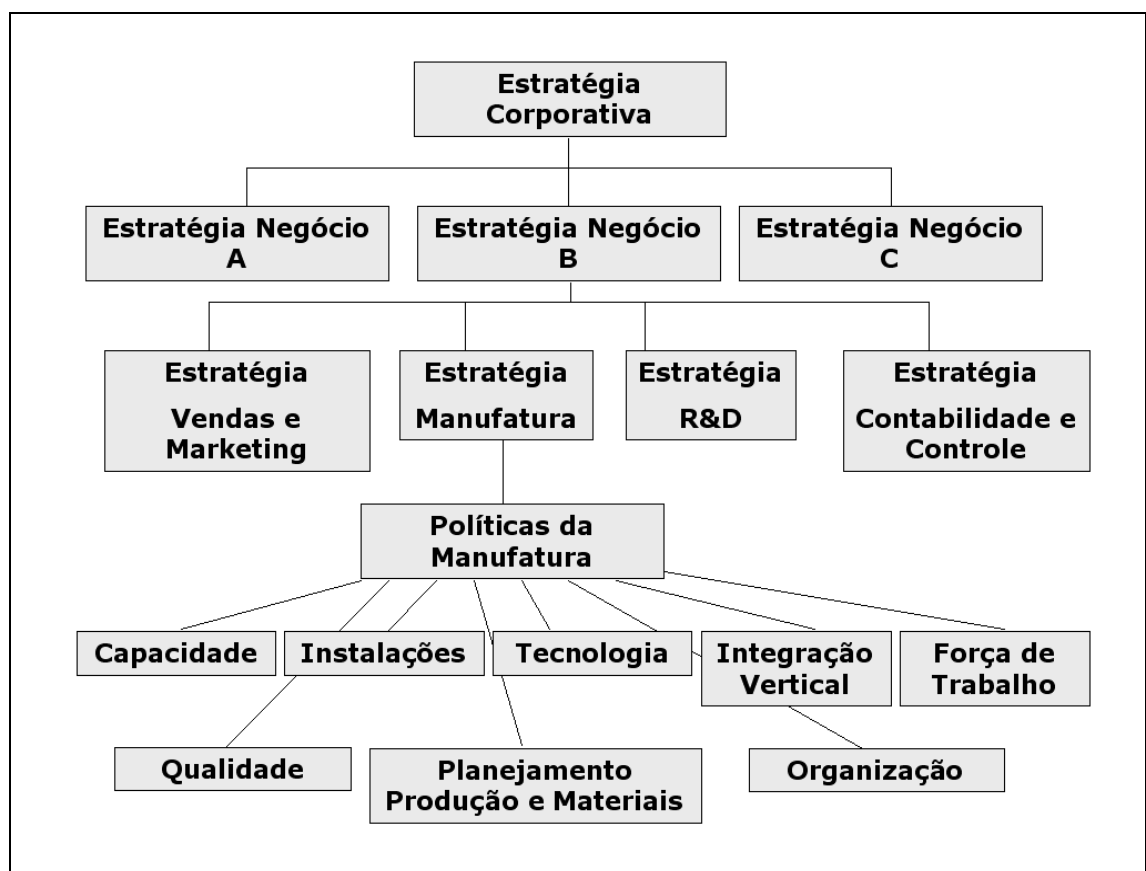 Estratégia
Corporativa
Estratégia Negócio
A
Estratégia Negócio
B
Estratégia Negócio
C
Estratégia
Vendas e
Marketing
Estratégia
Manufatura
Estratégia
R&D
Estratégia
Contabilidade e
Controle
Políticas da
Manufatura
Capacidade
Instalações
Tecnologia
Integração
Vertical
Força de
Trabalho
Qualidade
Planejamento
Produção e Materiais
Organização